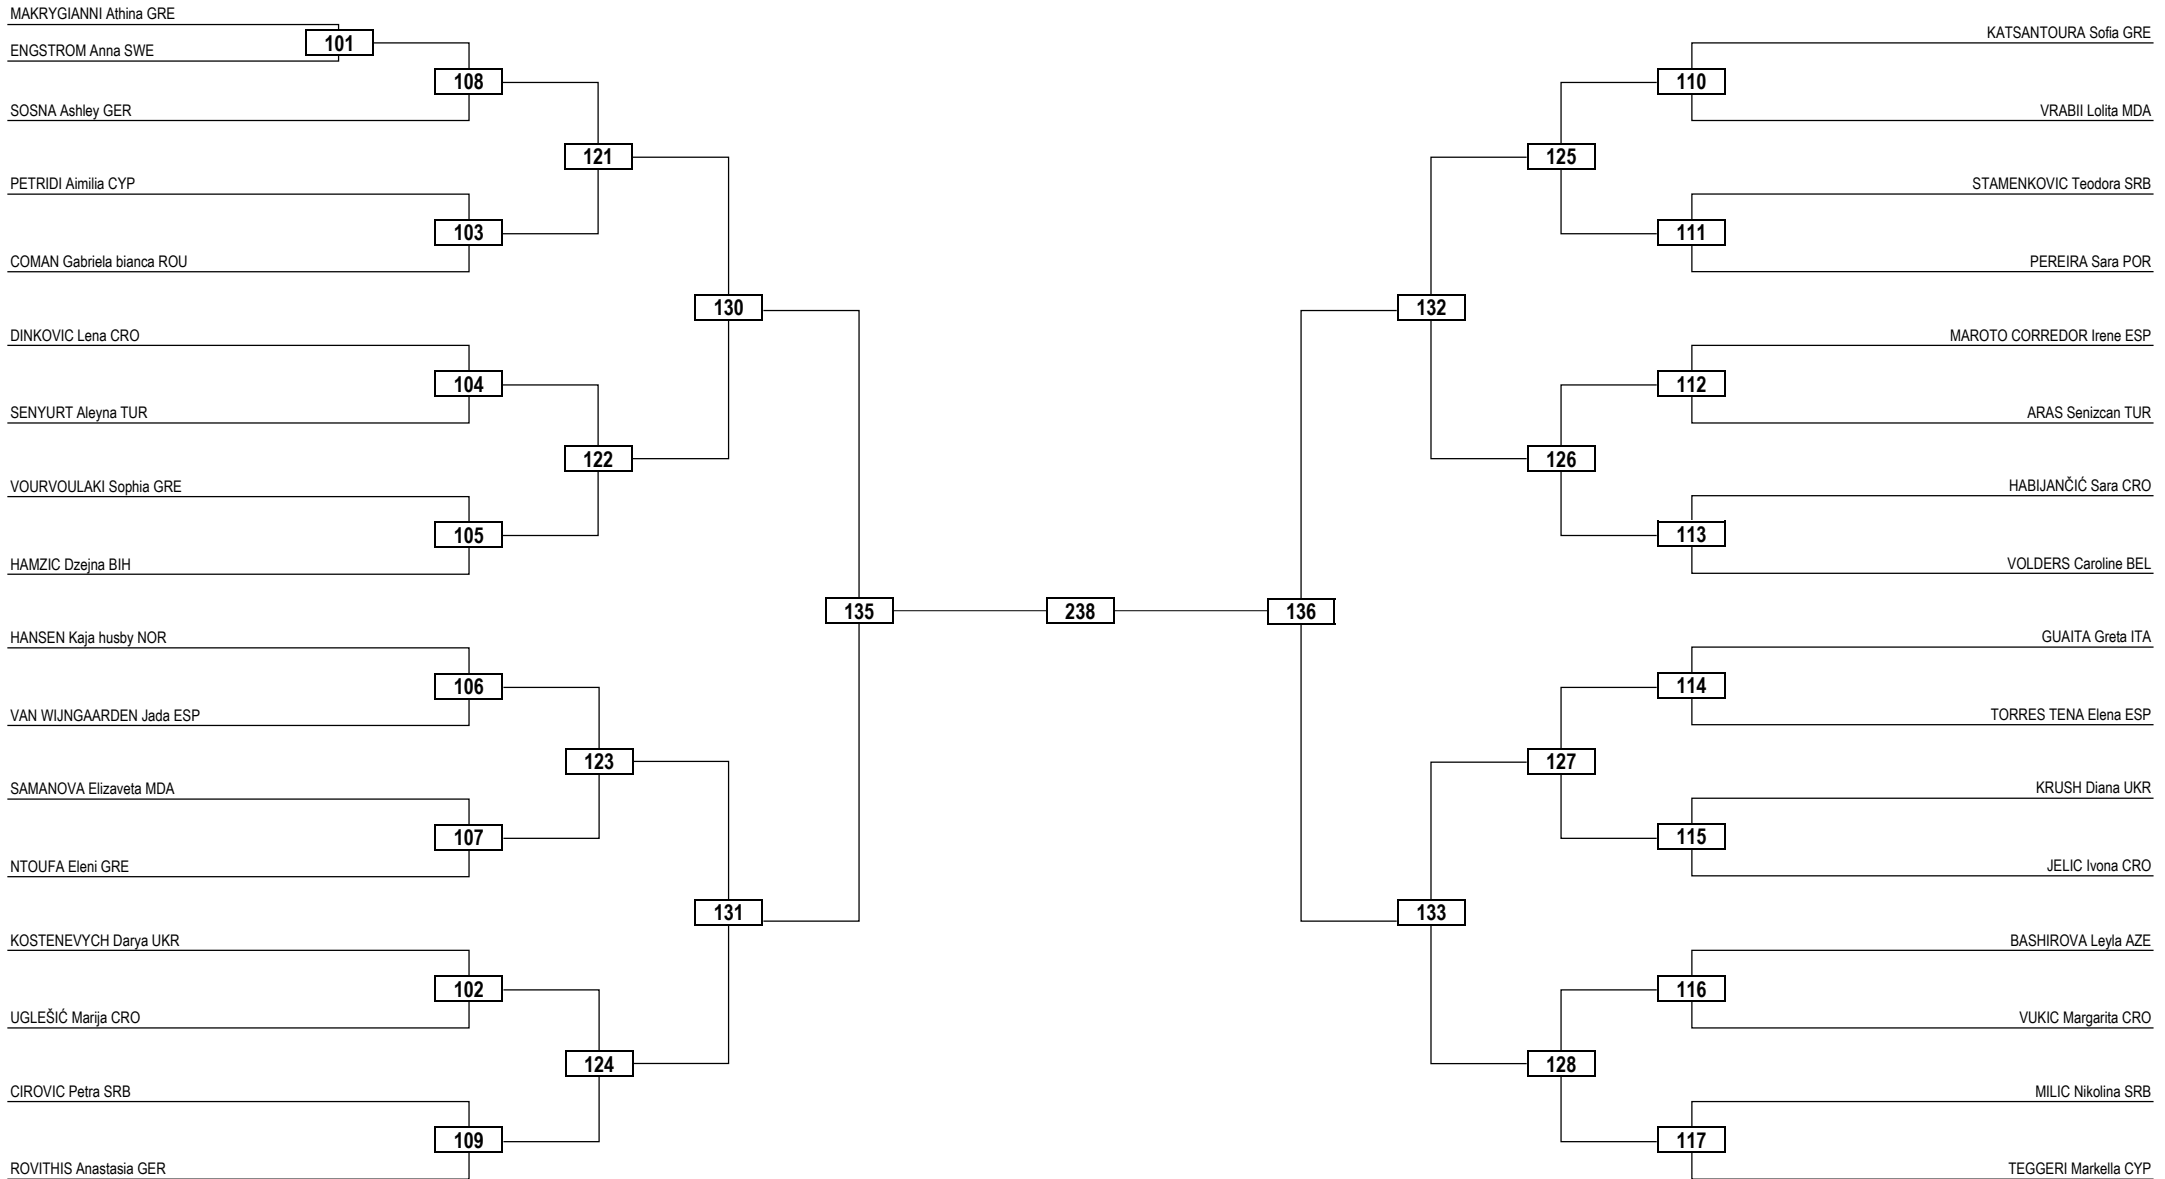 MAKRYGIANNI Athina GRE
101
ENGSTROM Anna SWE
108
SOSNA Ashley GER
121
PETRIDI Aimilia CYP
103
COMAN Gabriela bianca ROU
130
DINKOVIC Lena CRO
104
SENYURT Aleyna TUR
122
VOURVOULAKI Sophia GRE
105
HAMZIC Dzejna BIH
135
HANSEN Kaja husby NOR
106
VAN WIJNGAARDEN Jada ESP
123
SAMANOVA Elizaveta MDA
107
NTOUFA Eleni GRE
131
KOSTENEVYCH Darya UKR
102
UGLEŠIĆ Marija CRO
124
CIROVIC Petra SRB
109
ROVITHIS Anastasia GER
238
KATSANTOURA Sofia GRE
110
VRABII Lolita MDA
125
STAMENKOVIC Teodora SRB
111
PEREIRA Sara POR
132
MAROTO CORREDOR Irene ESP
112
ARAS Senizcan TUR
126
HABIJANČIĆ Sara CRO
113
VOLDERS Caroline BEL
136
GUAITA Greta ITA
114
TORRES TENA Elena ESP
127
KRUSH Diana UKR
115
JELIC Ivona CRO
133
BASHIROVA Leyla AZE
116
VUKIC Margarita CRO
128
MILIC Nikolina SRB
117
TEGGERI Markella CYP